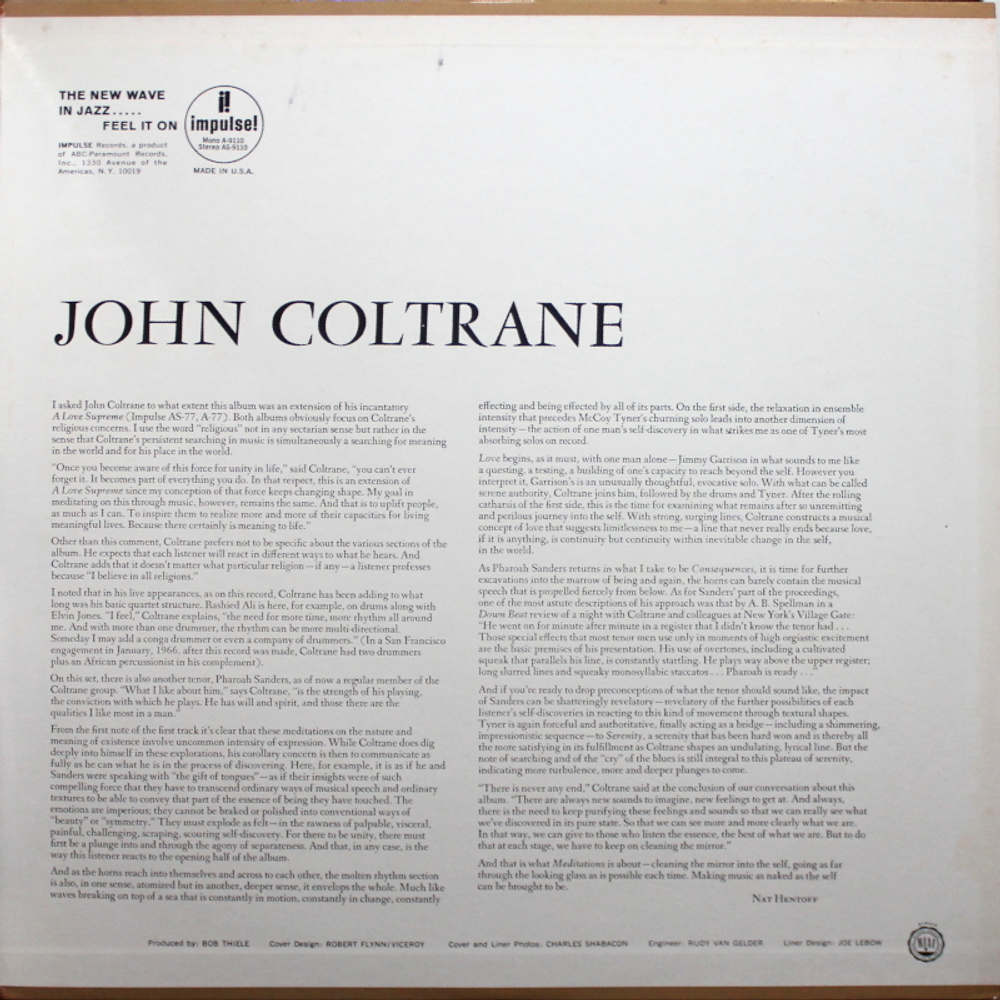 THE NEW WAVE
IN JAZZ.....
FEEL IT ON
i!
impulse!
Mono A-9110
Stereo AS-9110
IMPULSE Records, a product
of ABC-Paramount Records,
Inc., 1330 Avenue of the
Americas, N.Y. 10019
MADE IN U.S.A.
JOHN COLTRANE
I asked John Coltrane to what extent this album was an extension of his incantatory
A Love Supreme (Impulse AS-77, A-77). Both albums obviously focus on Coltrane's
religious concerns. I use the word "religious" not in any sectarian sense but rather in the
sense that Coltrane's persistent searching in music is simultaneously a searching for meaning
in the world and for his place in the world.
"Once you become aware of this force for unity in life," said Coltrane, "you can't ever
forget it. It becomes part of everything you do. In that respect, this is an extension of
A Love Supreme since my conception of that force keeps changing shape. My goal in
meditating on this through music, however, remains the same. And that is to uplift people,
as much as I can. To inspire them to realize more and more of their capacities for living
meaningful lives. Because there certainly is meaning to life."
Other than this comment, Coltrane prefers not to be specific about the various sections of the
album. He expects that each listener will react in different ways to what he hears. And
Coltrane adds that it doesn't matter what particular religion—if any—a listener professes
because "I believe in all religions."
I noted that in his live appearances, as on this record, Coltrane has been adding to what
long was his basic quartet structure. Rashied Ali is here, for example, on drums along with
Elvin Jones. "I feel," Coltrane explains, "the need for more time, more rhythm all around
me. And with more than one drummer, the rhythm can be more multi-directional.
Someday I may add a conga drummer or even a company of drummers." (In a San Francisco
engagement in January, 1966, after this record was made, Coltrane had two drummers
plus an African percussionist in his complement).
On this set, there is also another tenor, Pharoah Sanders, as of now a regular member of the
Coltrane group. "What I like about him," says Coltrane, "is the strength of his playing,
the conviction with which he plays. He has will and spirit, and those there are the
qualities I like most in a man."
From the first note of the first track it's clear that these meditations on the nature and
meaning of existence involve uncommon intensity of expression. While Coltrane does dig
deeply into himself in these explorations, his corollary concern is then to communicate as
fully as he can what he is in the process of discovering. Here, for example, it is as if he and
Sanders were speaking with "the gift of tongues"—as if their insights were of such
compelling force that they have to transcend ordinary ways of musical speech and ordinary
textures to be able to convey that part of the essence of being they have touched. The
emotions are imperious; they cannot be braked or polished into conventional ways of
"beauty" or "symmetry." They must explode as felt—in the rawness of palpable, visceral,
painful, challenging, scraping, scouring self-discovery. For there to be unity, there must
first be a plunge into and through the agony of separateness. And that, in any case, is the
way this listener reacts to the opening half of the album.
And as the horns reach into themselves and across to each other, the molten rhythm section
is also, in one sense, atomized but in another, deeper sense, it envelops the whole. Much like
waves breaking on top of a sea that is constantly in motion, constantly in change, constantly
effecting and being effected by all of its parts. On the first side, the relaxation in ensemble
intensity that precedes McCoy Tyner's churning solo leads into another dimension of
intensity—the action of one man's self-discovery in what strikes me as one of Tyner's most
absorbing solos on record.
Love begins, as it must, with one man alone—Jimmy Garrison in what sounds to me like
a questing, a testing, a building of one's capacity to reach beyond the self. However you
interpret it, Garrison's is an unusually thoughtful, evocative solo. With what can be called
serene authority, Coltrane joins him, followed by the drums and Tyner. After the rolling
catharsis of the first side, this is the time for examining what remains after so unremitting
and perilous journey into the self. With strong, surging lines, Coltrane constructs a musical
concept of love that suggests limitlessness to me—a line that never really ends because love,
if it is anything, is continuity but continuity within inevitable change in the self,
in the world.
As Pharoah Sanders returns in what I take to be Consequences, it is time for further
excavations into the marrow of being and again, the horns can barely contain the musical
speech that is propelled fiercely from below. As for Sanders' part of the proceedings,
one of the most astute descriptions of his approach was that by A. B. Spellman in a
Down Beat review of a night with Coltrane and colleagues at New York's Village Gate:
"He went on for minute after minute in a register that I didn't know the tenor had . . .
Those special effects that most tenor men use only in moments of high orgiastic excitement
are the basic premises of his presentation. His use of overtones, including a cultivated
squeak that parallels his line, is constantly startling. He plays way above the upper register;
long slurred lines and squeaky monosyllabic staccatos . . . Pharoah is ready . . ."
And if you're ready to drop preconceptions of what the tenor should sound like, the impact
of Sanders can be shatteringly revelatory—revelatory of the further possibilities of each
listener's self-discoveries in reacting to this kind of movement through textural shapes.
Tyner is again forceful and authoritative, finally acting as a bridge—including a shimmering,
impressionistic sequence—to Serenity, a serenity that has been hard won and is thereby all
the more satisfying in its fulfillment as Coltrane shapes an undulating, lyrical line. But the
note of searching and of the "cry" of the blues is still integral to this plateau of serenity,
indicating more turbulence, more and deeper plunges to come.
"There is never any end," Coltrane said at the conclusion of our conversation about this
album. "There are always new sounds to imagine, new feelings to get at. And always,
there is the need to keep purifying these feelings and sounds so that we can really see what
we've discovered in its pure state. So that we can see more and more clearly what we are.
In that way, we can give to those who listen the essence, the best of what we are. But to do
that at each stage, we have to keep on cleaning the mirror."
And that is what Meditations is about—cleaning the mirror into the self, going as far
through the looking glass as is possible each time. Making music as naked as the self
can be brought to be.
NAT HENTOFF
Produced by: BOB THIELE Cover Design: ROBERT FLYNN/VICEROY Cover and Liner Photos: CHARLES SHABACON Engineer: RUDY VAN GELDER Liner Design: JOE LEBOW